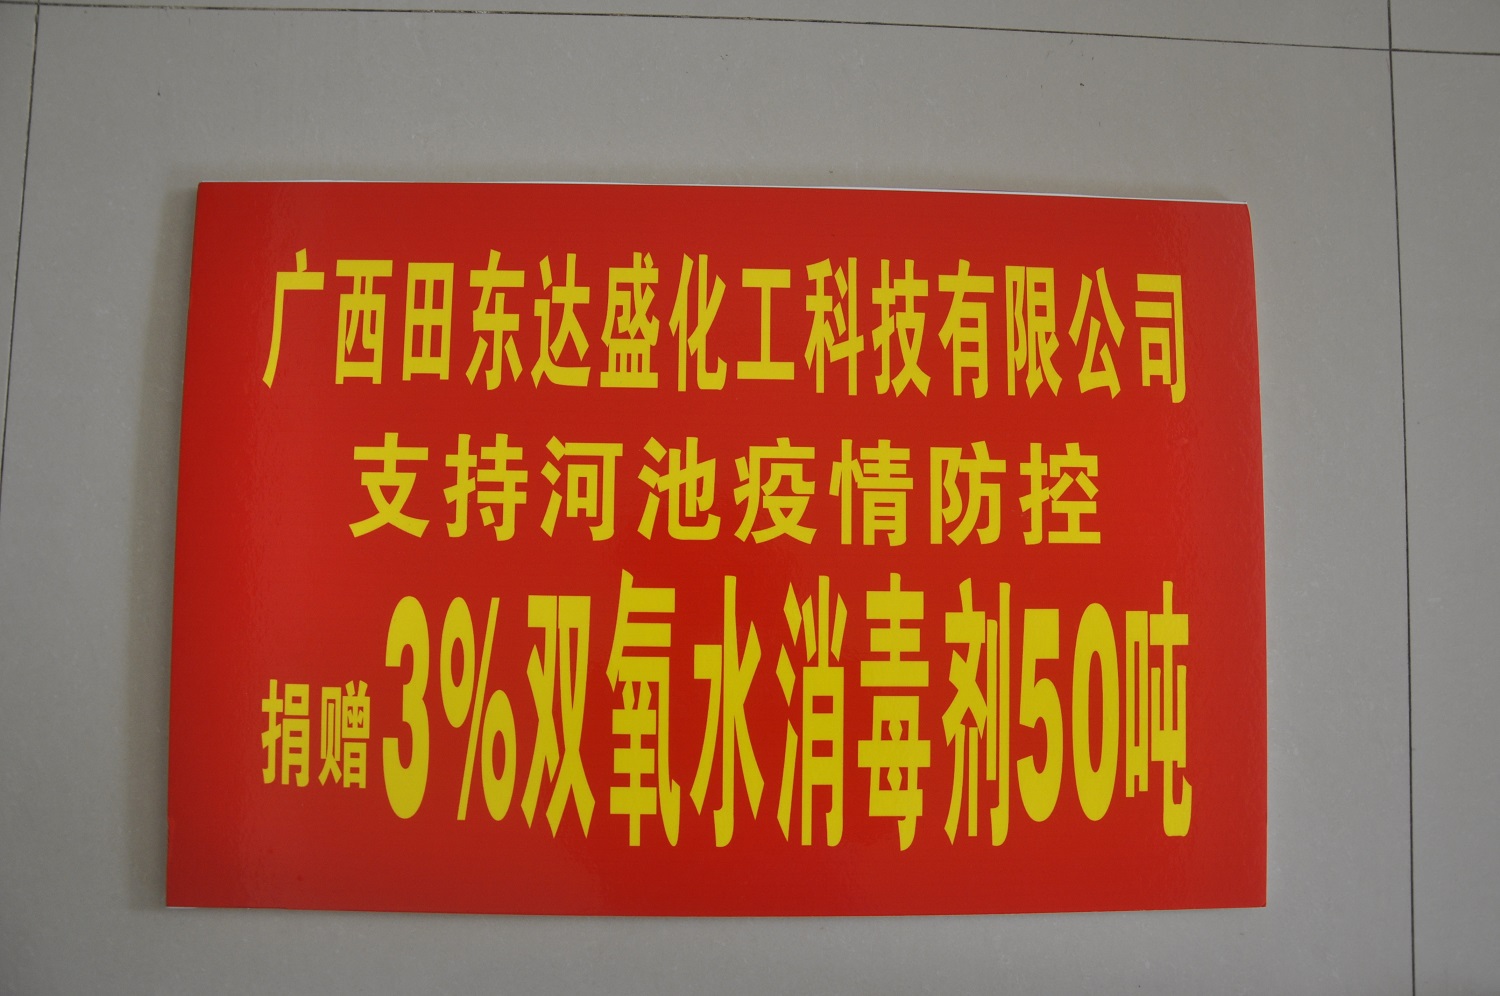 广西田东达盛化工科技有限公司
支持河池疫情防控
捐赠3%双氧水消毒剂50吨